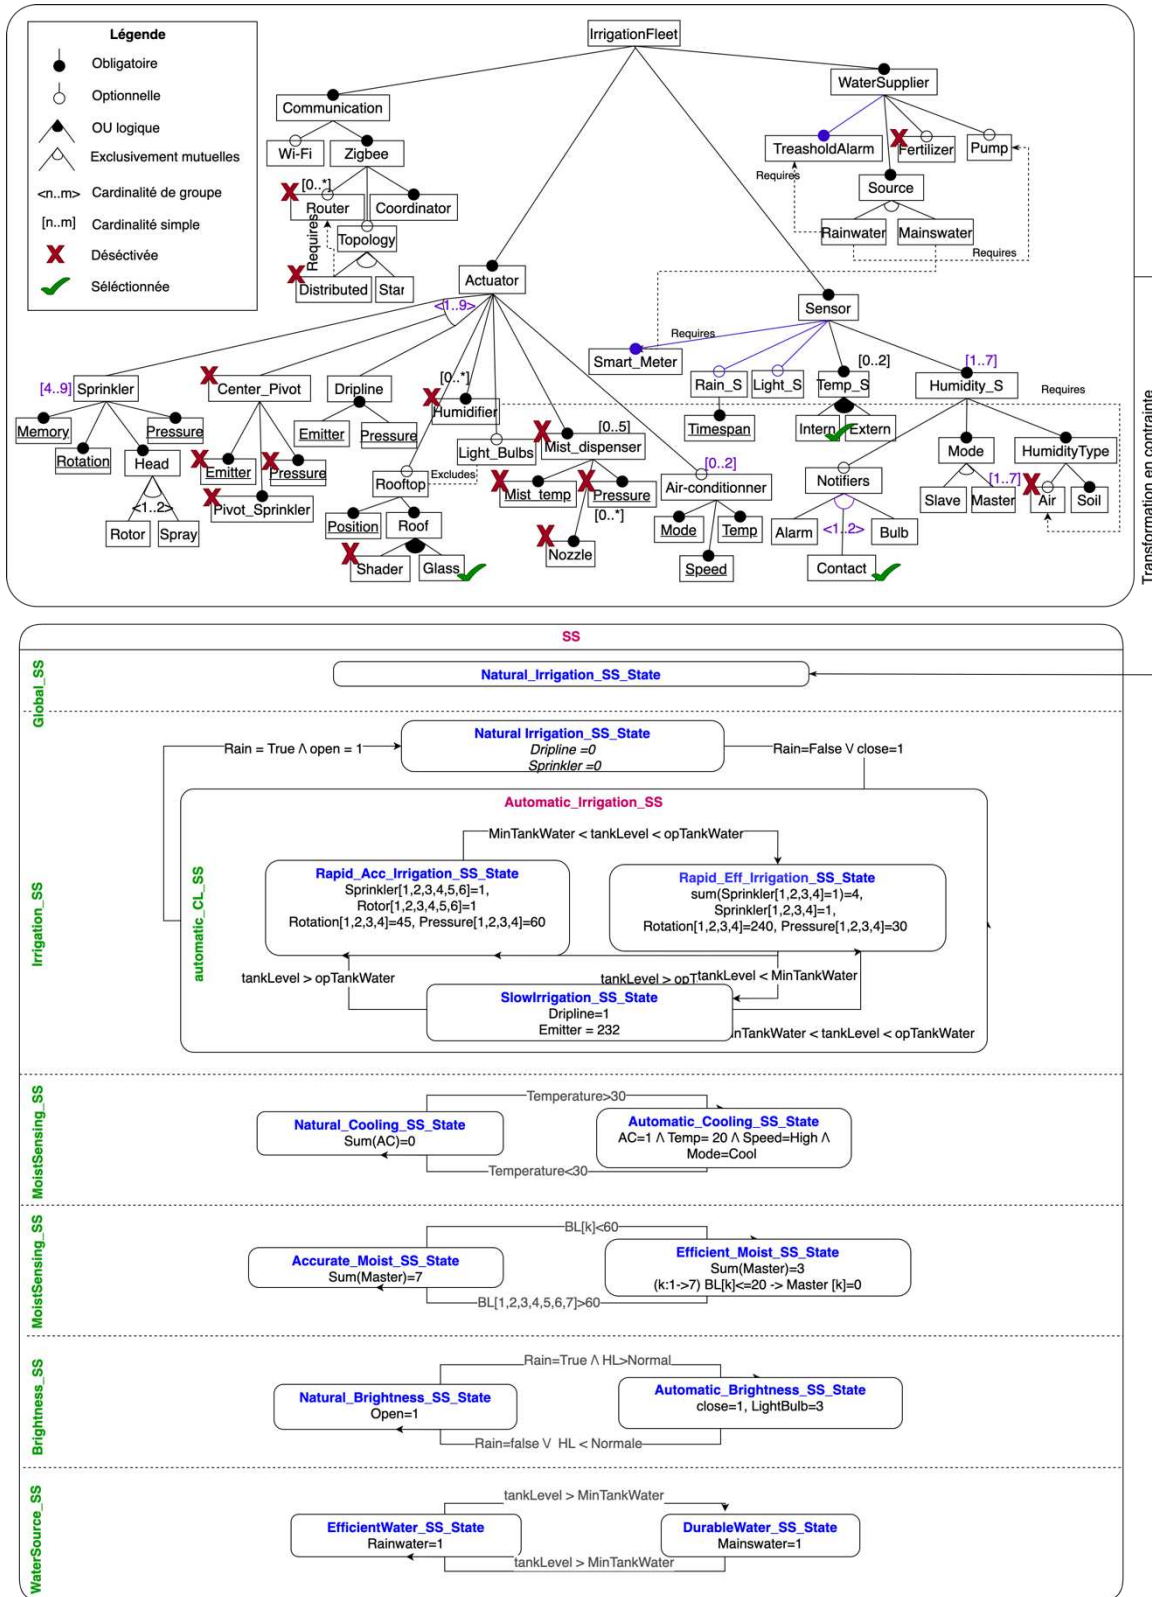 Légende
Obligatoire
Optionnelle
OU logique
Exclusivement mutuelles
<n..m> Cardinalité de groupe
[n..m] Cardinalité simple
X Déséctivée
Séléctionnée
IrrigationFleet
Communication
WaterSupplier
Wi-Fi
Zigbee
TreasholdAlarm
Fertilizer
Pump
[0..*]
Router
Coordinator
Requires
Source
Requires
Topology
Rainwater
Mainswater
Requires
Distributed
Star
Actuator
Sensor
<1..9>
Requires
Smart_Meter
[4..9]
Sprinkler
Center_Pivot
Dripline
[0..*]
Humidifier
Rain_S
Light_S
[0..2]
Temp_S
[1..7]
Humidity_S
Requires
Memory
Rotation
Pressure
Head
Emitter
Pressure
Pivot_Sprinkler
Emitter
Pressure
Light_Bulbs
[0..5]
Mist_dispenser
Timespan
Intern
Extern
Mode
HumidityType
<1..2>
Rotor
Spray
Rooftop
Excludes
Mist_temp
Pressure
[0..*]
Nozzle
[0..2]
Air-conditionner
Notifiers
Slave
Master
[1..7]
Air
Soil
Position
Roof
Mode
Temp
Speed
Alarm
<1..2>
Bulb
Shader
Glass
Contact
Transformation en contrainte
SS
Global_SS
Natural_Irrigation_SS_State
Irrigation_SS
Natural Irrigation_SS_State
Dripline =0
Sprinkler =0
Rain = True Λ open = 1
Rain=False V close=1
Automatic_Irrigation_SS
automatic_CL_SS
MinTankWater < tankLevel < opTankWater
Rapid_Acc_Irrigation_SS_State
Sprinkler[1,2,3,4,5,6]=1,
Rotor[1,2,3,4,5,6]=1
Rotation[1,2,3,4]=45, Pressure[1,2,3,4]=60
Rapid_Eff_Irrigation_SS_State
sum(Sprinkler[1,2,3,4]=1)=4,
Sprinkler[1,2,3,4]=1,
Rotation[1,2,3,4]=240, Pressure[1,2,3,4]=30
tankLevel > opTankWater
tankLevel > opT
tankLevel < MinTankWater
SlowIrrigation_SS_State
Dripline=1
Emitter = 232
inTankWater < tankLevel < opTankWater
MoistSensing_SS
Temperature>30
Natural_Cooling_SS_State
Sum(AC)=0
Automatic_Cooling_SS_State
AC=1 Λ Temp= 20 Λ Speed=High Λ
Mode=Cool
Temperature<30
MoistSensing_SS
BL[k]<60
Accurate_Moist_SS_State
Sum(Master)=7
Efficient_Moist_SS_State
Sum(Master)=3
(k:1->7) BL[k]<=20 -> Master [k]=0
BL[1,2,3,4,5,6,7]>60
Brightness_SS
Rain=True Λ HL>Normal
Natural_Brightness_SS_State
Open=1
Automatic_Brightness_SS_State
close=1, LightBulb=3
Rain=false V HL < Normale
WaterSource_SS
tankLevel > MinTankWater
EfficientWater_SS_State
Rainwater=1
DurableWater_SS_State
Mainswater=1
tankLevel > MinTankWater